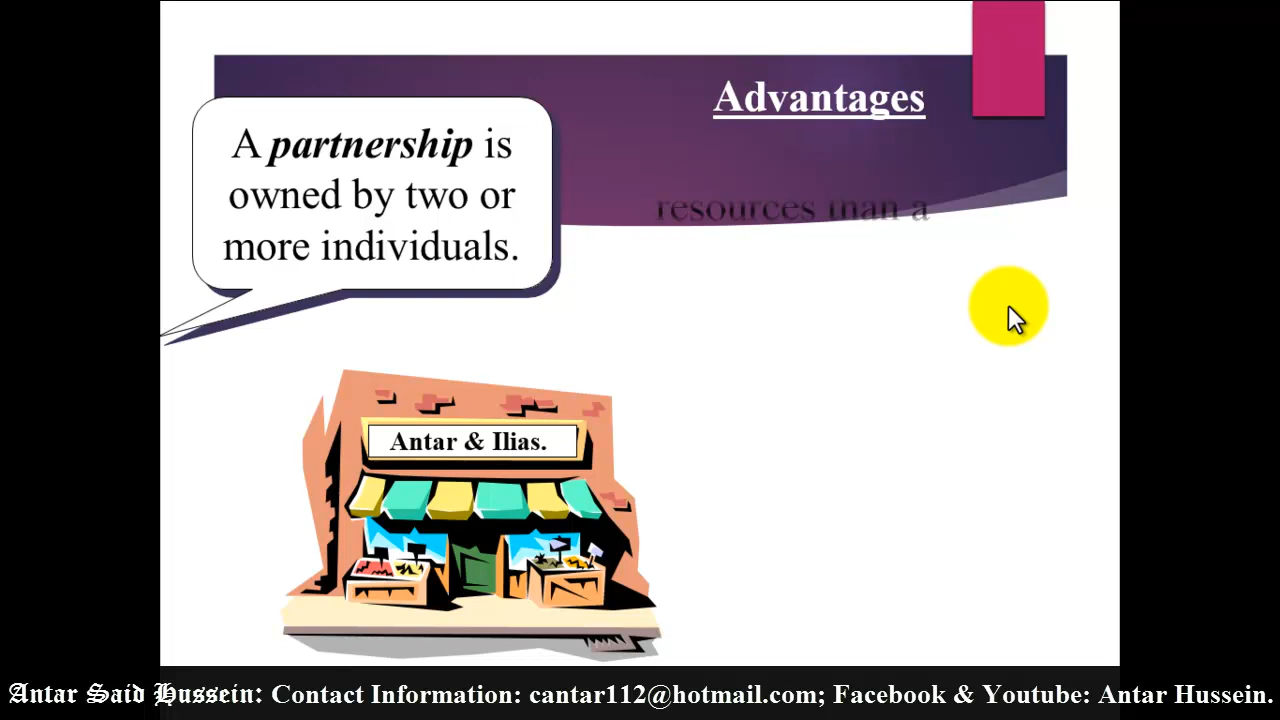 Advantages
A partnership is
owned by two or
more individuals.
resources than a
Antar & Ilias.
Antar Said Hussein: Contact Information: cantar112@hotmail.com; Facebook & Youtube: Antar Hussein.